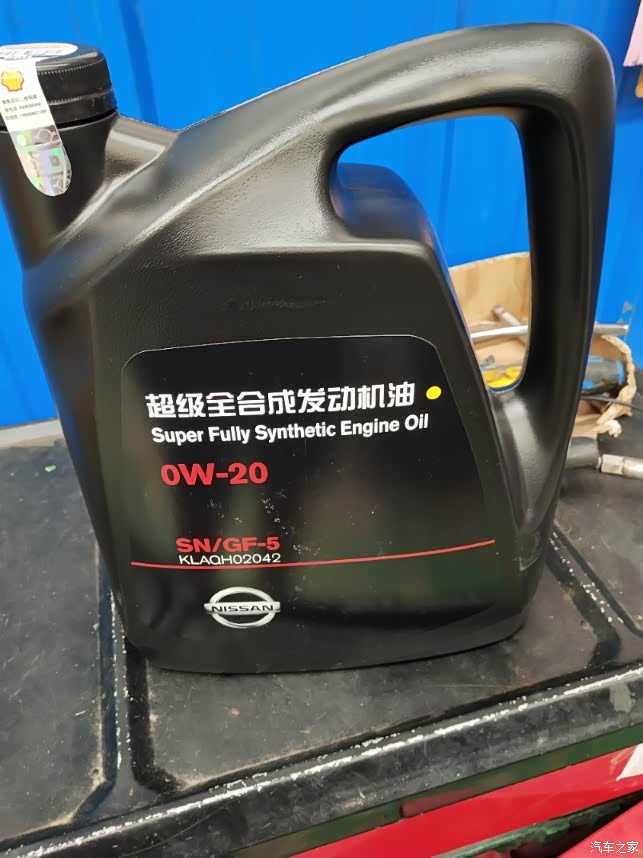 超级全合成发动机油
Super Fully Synthetic Engine Oil
0W-20
SN/GF-5
KLAQH02042
NISSAN
汽车之家